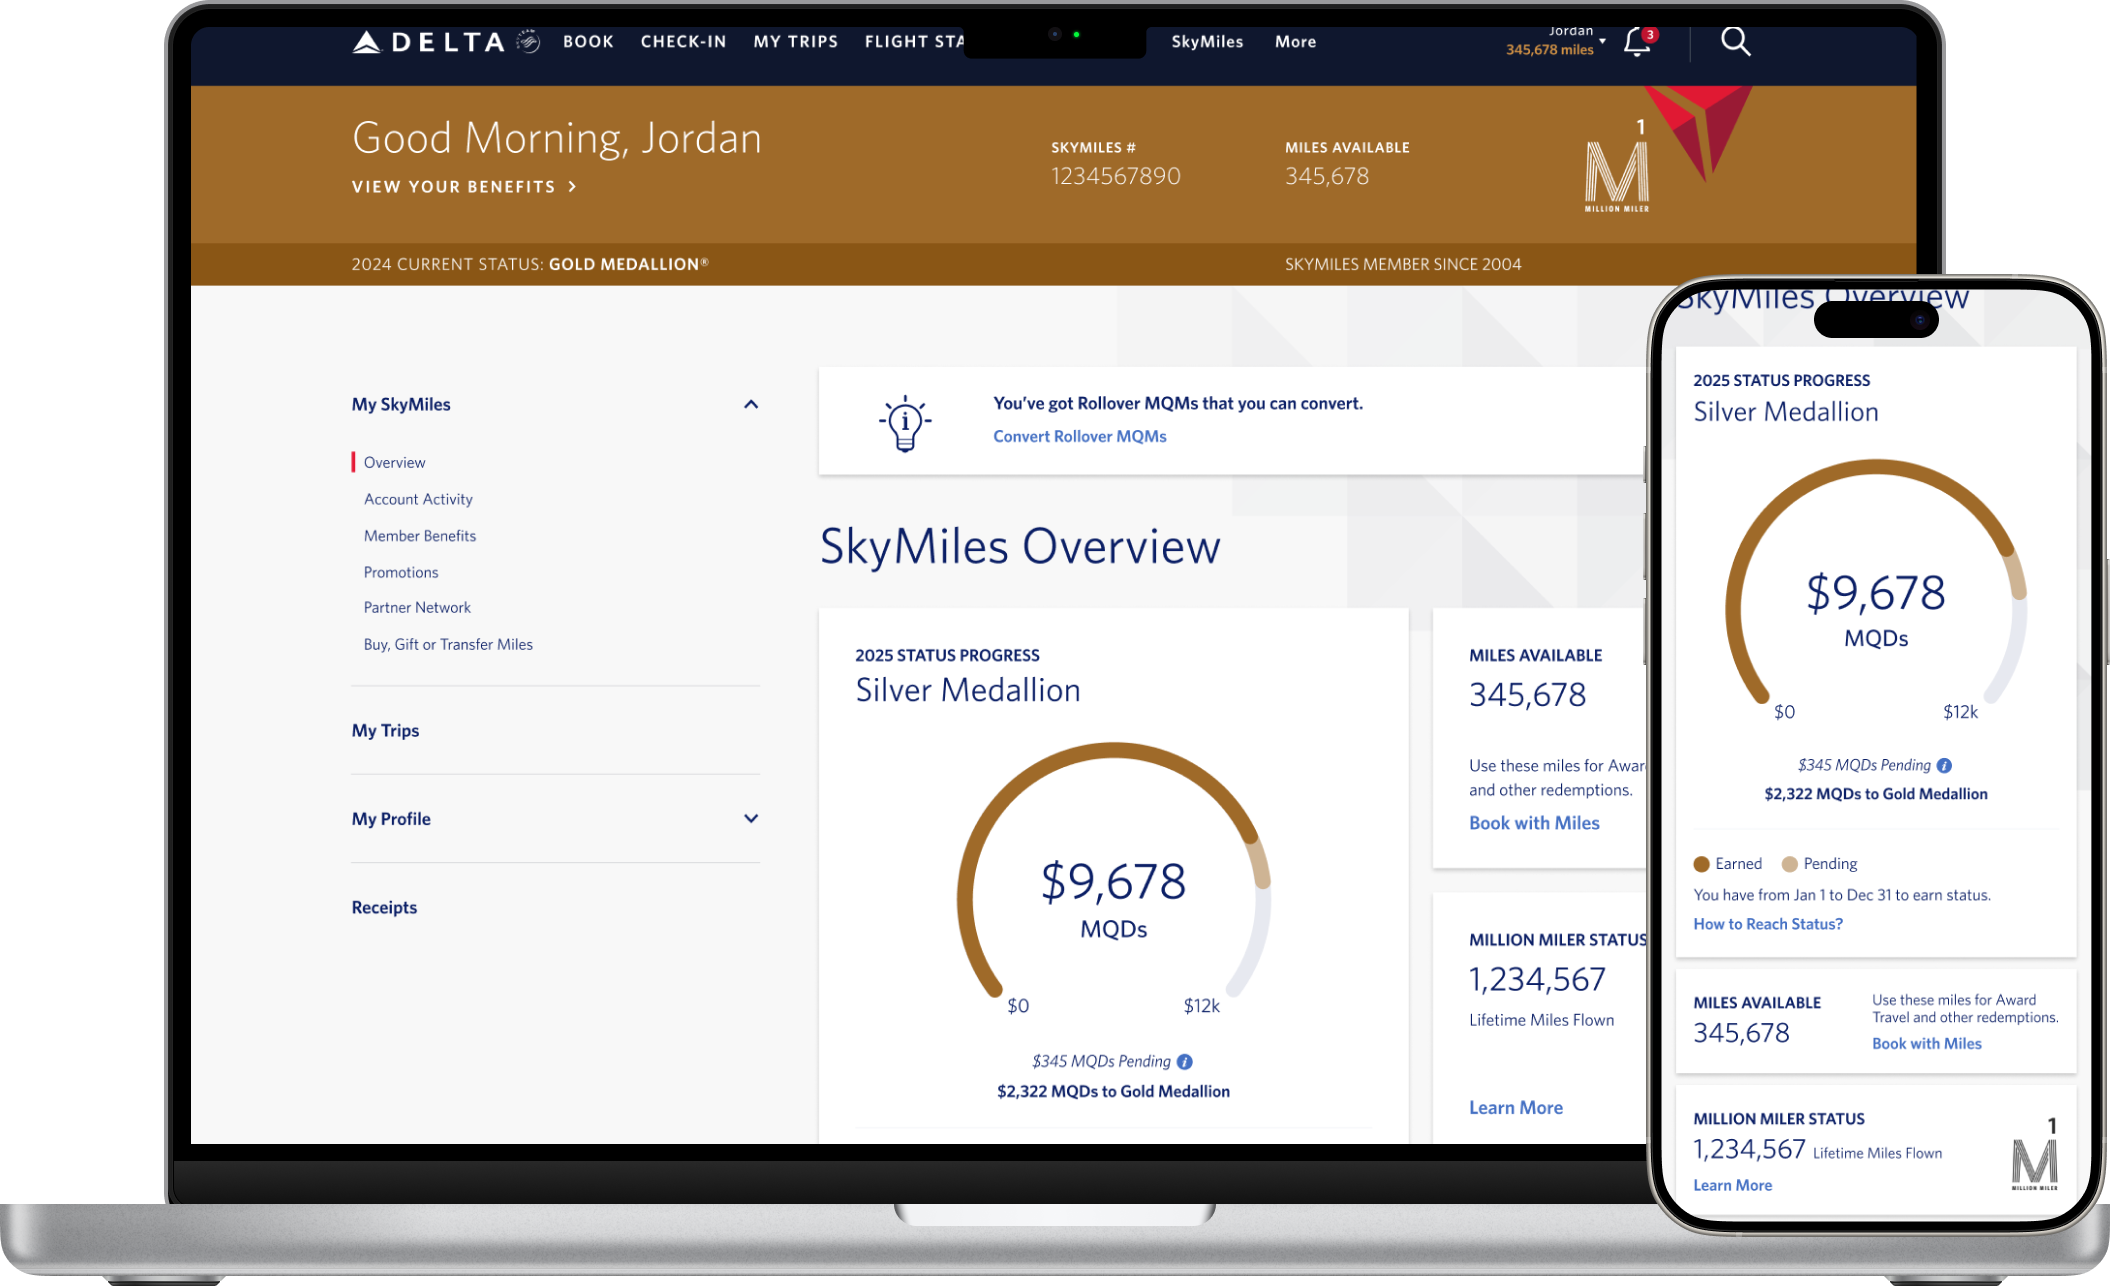 DELTA
BOOK
CHECK-IN
MY TRIPS
FLIGHT STA
SkyMiles
More
Jordan
345,678 miles
3
Good Morning, Jordan
VIEW YOUR BENEFITS
SKYMILES #
1234567890
MILES AVAILABLE
345,678
1
MILLION MILER
2024 CURRENT STATUS: GOLD MEDALLION®
SKYMILES MEMBER SINCE 2004
My SkyMiles
Overview
Account Activity
Member Benefits
Promotions
Partner Network
Buy, Gift or Transfer Miles
My Trips
My Profile
Receipts
You've got Rollover MQMs that you can convert.
Convert Rollover MQMs
SkyMiles Overview
2025 STATUS PROGRESS
Silver Medallion
$9,678
MQDs
$0
$12k
$345 MQDs Pending
$2,322 MQDs to Gold Medallion
MILES AVAILABLE
345,678
Use these miles for Awar
and other redemptions.
Book with Miles
MILLION MILER STATUS
1,234,567
Lifetime Miles Flown
Learn More
SkyMiles Overview
2025 STATUS PROGRESS
Silver Medallion
$9,678
MQDs
$0
$12k
$345 MQDs Pending
$2,322 MQDs to Gold Medallion
Earned
Pending
You have from Jan 1 to Dec 31 to earn status.
How to Reach Status?
MILES AVAILABLE
345,678
Use these miles for Award
Travel and other redemptions.
Book with Miles
MILLION MILER STATUS
1,234,567 Lifetime Miles Flown
Learn More
1
MILLION MILER